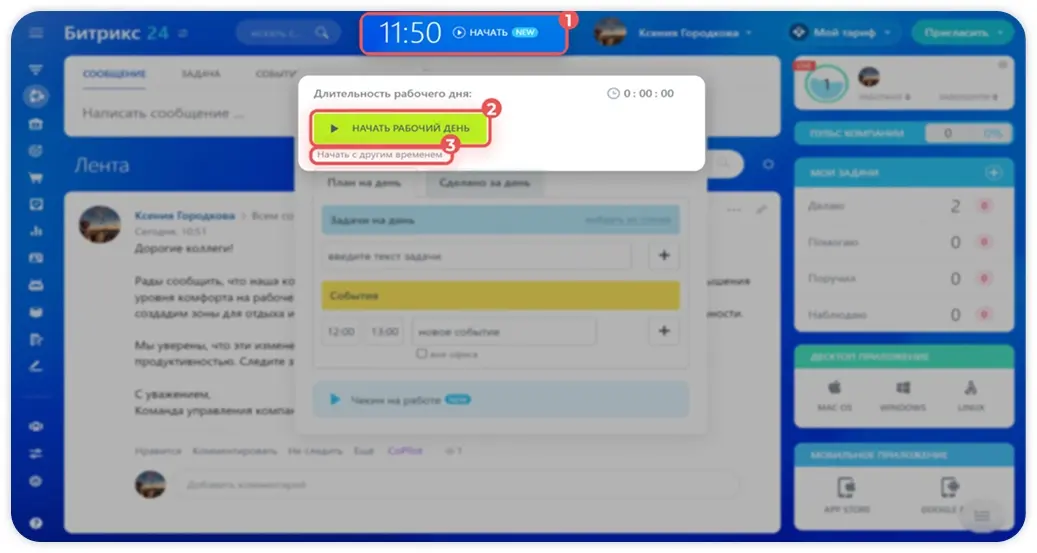 Битрикс 24
искать с...
11:50 НАЧАТЬ NEW
1
Ксения Городкова
Мой тариф
Пригласить
СООБЩЕНИЕ ЗАДАЧА СОБЫТИ
Написать сообщение ...
Длительность рабочего дня: 0 : 00 : 00
2
НАЧАТЬ РАБОЧИЙ ДЕНЬ
3
Начать с другим временем
План на день Сделано за день
Задачи на день
введите текст задачи +
События
12:00 13:00 новое событие +
вне офиса
Чекин на работе New
Лента
Ксения Городкова > Всем со
Сегодня, 10:51
Дорогие коллеги!
Рады сообщить, что наша ко
уровня комфорта на рабоче
создадим зоны для отдыха и
Мы уверены, что эти измене
продуктивностью. Следите з
С уважением,
Команда управления компан
Нравится Комментировать Не следить Ещё CoPilot 1
Добавить комментарий
1
ПУЛЬС КОМПАНИИ 0 0%
МОИ ЗАДАЧИ
Делаю 2 0
Помогаю 0 0
Поручил 0 0
Наблюдаю 0 0
ДЕСКТОП ПРИЛОЖЕНИЕ
MAC OS WINDOWS LINUX
МОБИЛЬНОЕ ПРИЛОЖЕНИЕ
APP STORE GOOGLE